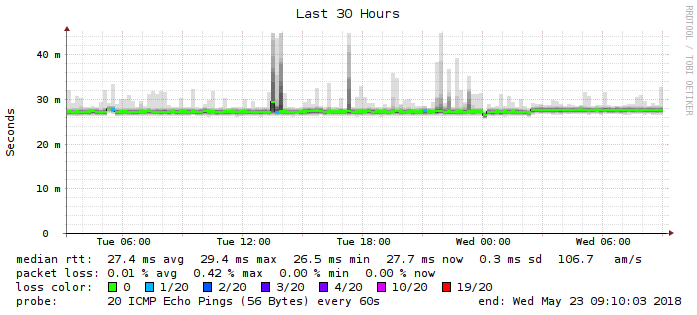 Last 30 Hours
RRDTOOL / TOBI OETIKER
Seconds
40 m
30 m
20 m
10 m
0
Tue 06:00 Tue 12:00 Tue 18:00 Wed 00:00 Wed 06:00
median rtt: 27.4 ms avg 29.4 ms max 26.5 ms min 27.7 ms now 0.3 ms sd 106.7 am/s
packet loss: 0.01 % avg 0.42 % max 0.00 % min 0.00 % now
loss color: 0 1/20 2/20 3/20 4/20 10/20 19/20
probe: 20 ICMP Echo Pings (56 Bytes) every 60s end: Wed May 23 09:10:03 2018